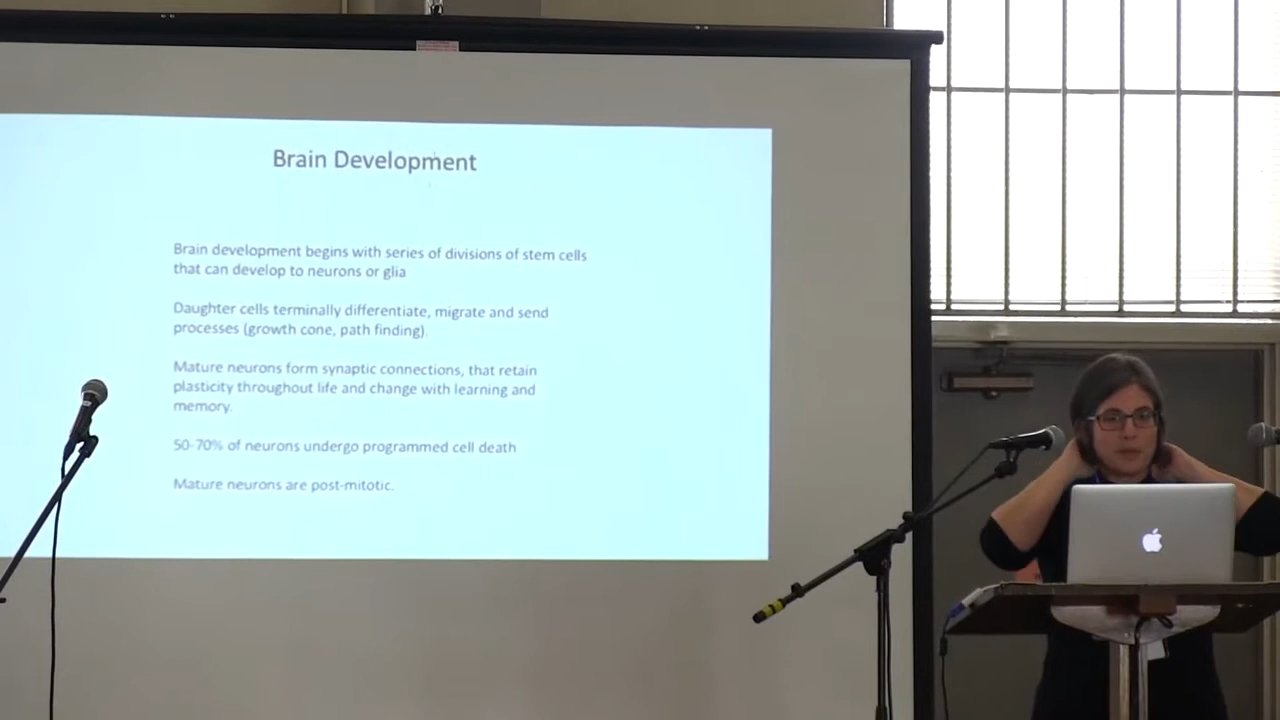 Brain Development
Brain development begins with series of divisions of stem cells
that can develop to neurons or glia
Daughter cells terminally differentiate, migrate and send
processes (growth cone, path finding).
Mature neurons form synaptic connections, that retain
plasticity throughout life and change with learning and
memory.
50-70% of neurons undergo programmed cell death
Mature neurons are post-mitotic.